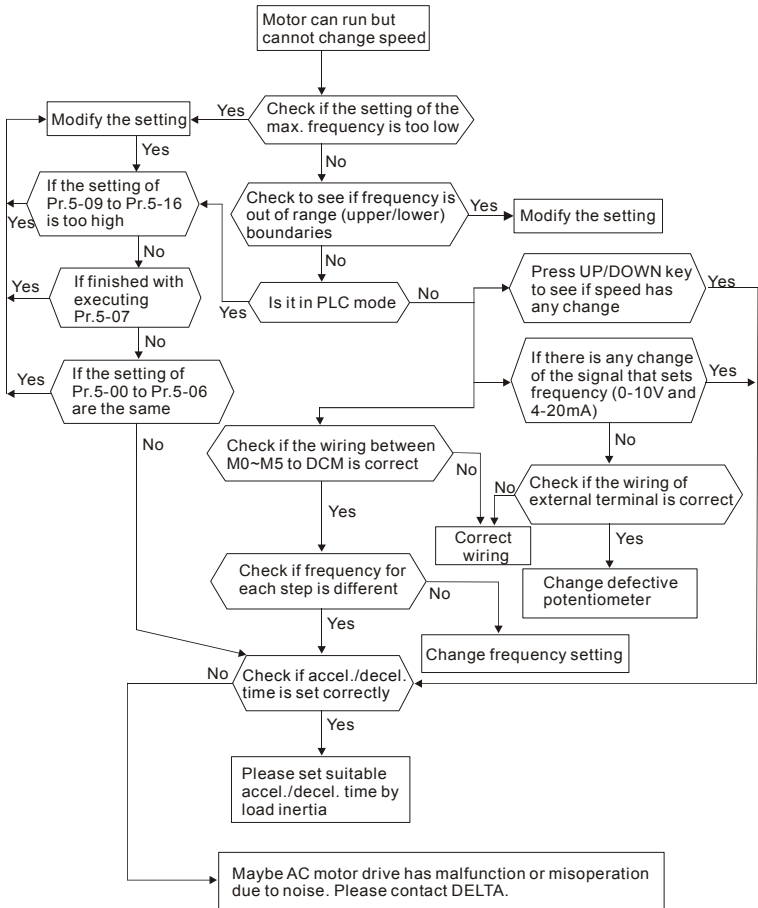 Motor can run but
cannot change speed
Yes
Check if the setting of the
max. frequency is too low
Modify the setting
Yes
No
If the setting of
Pr.5-09 to Pr.5-16
is too high
Yes
Check to see if frequency is
out of range (upper/lower)
boundaries
Yes
Modify the setting
No
No
Press UP/DOWN key
to see if speed has
any change
Yes
Is it in PLC mode
No
Yes
If finished with
executing
Pr.5-07
Yes
No
If there is any change
of the signal that sets
frequency (0-10V and
4-20mA)
Yes
If the setting of
Pr.5-00 to Pr.5-06
are the same
Yes
No
Check if the wiring between
M0~M5 to DCM is correct
No
No
Check if the wiring of
external terminal is correct
No
Yes
Correct
wiring
Yes
Change defective
potentiometer
Check if frequency for
each step is different
No
Yes
Change frequency setting
No
Check if accel./decel.
time is set correctly
Yes
Please set suitable
accel./decel. time by
load inertia
Maybe AC motor drive has malfunction or misoperation
due to noise. Please contact DELTA.